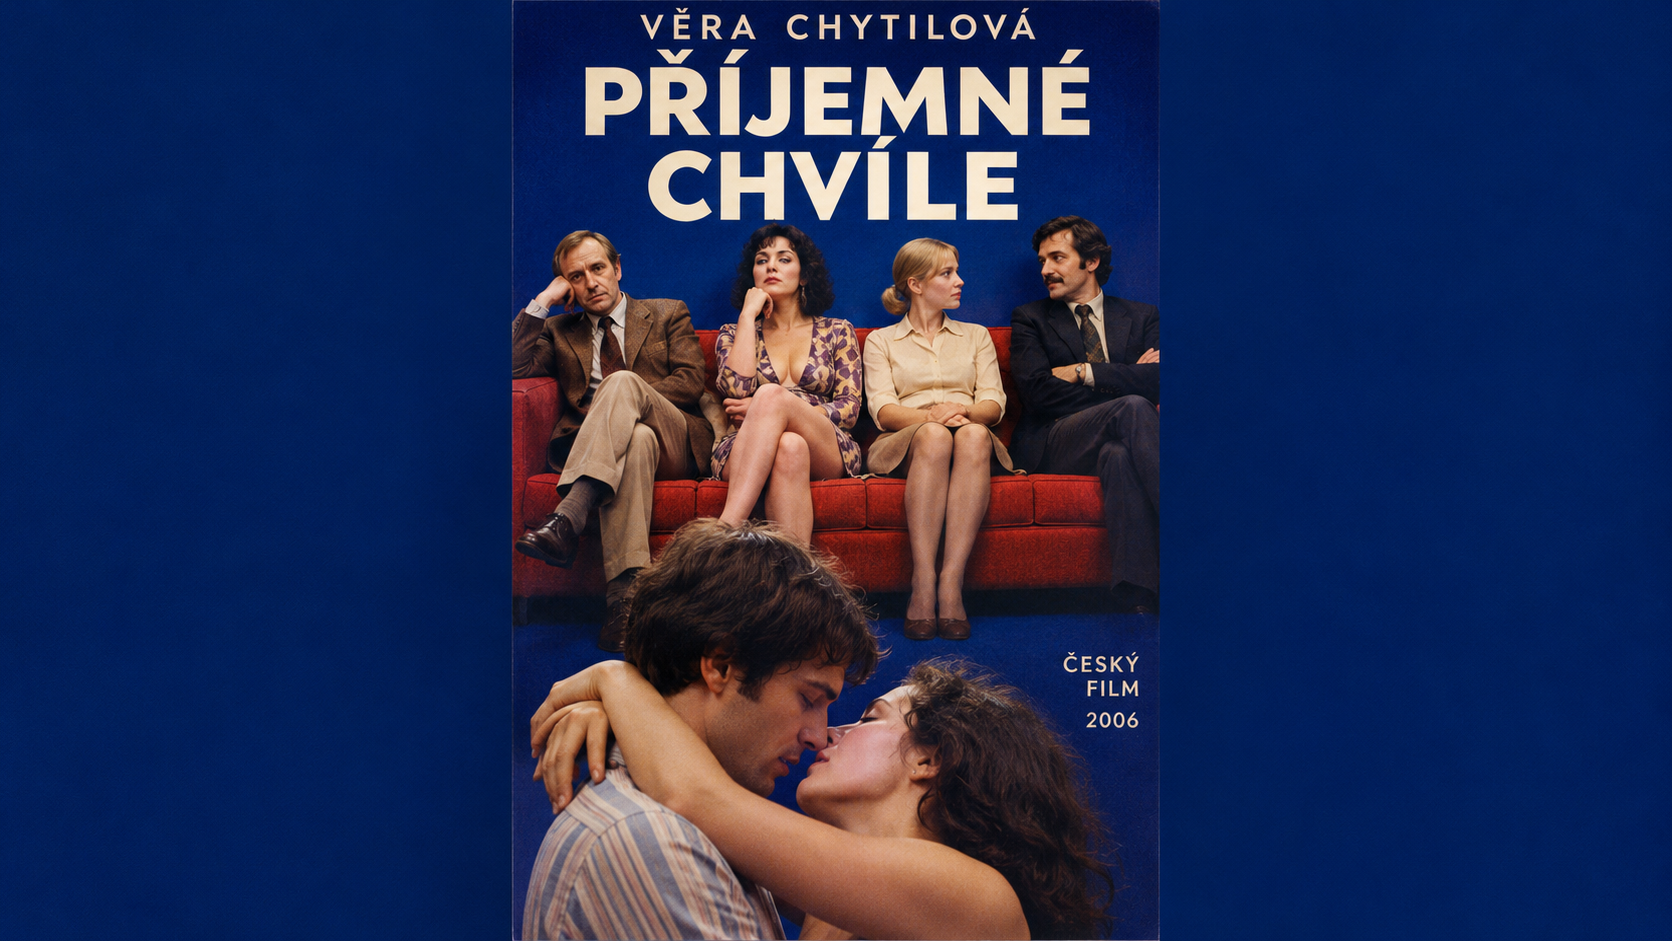 VĚRA CHYTILOVÁ
PŘÍJEMNÉ
CHVÍLE
ČESKÝ
FILM
2006